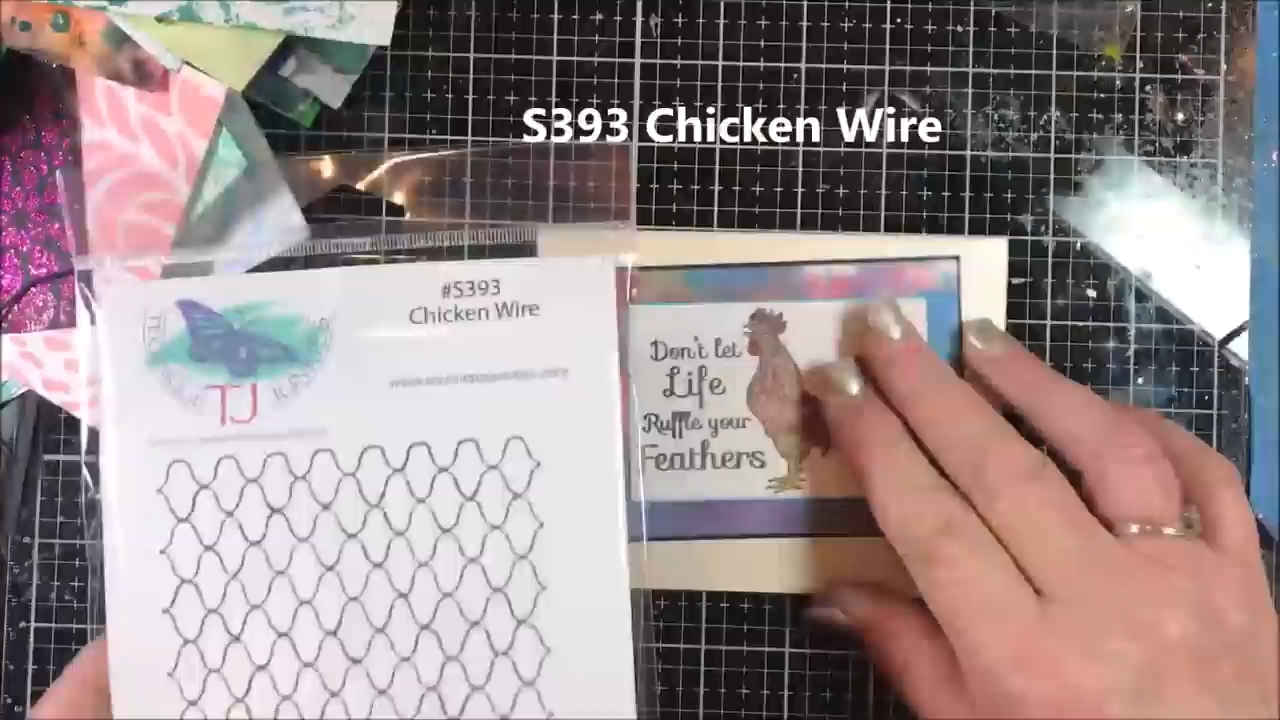 S393 Chicken Wire
#S393
Chicken Wire
TJ
Don't let
Life
Ruffle your
Feathers